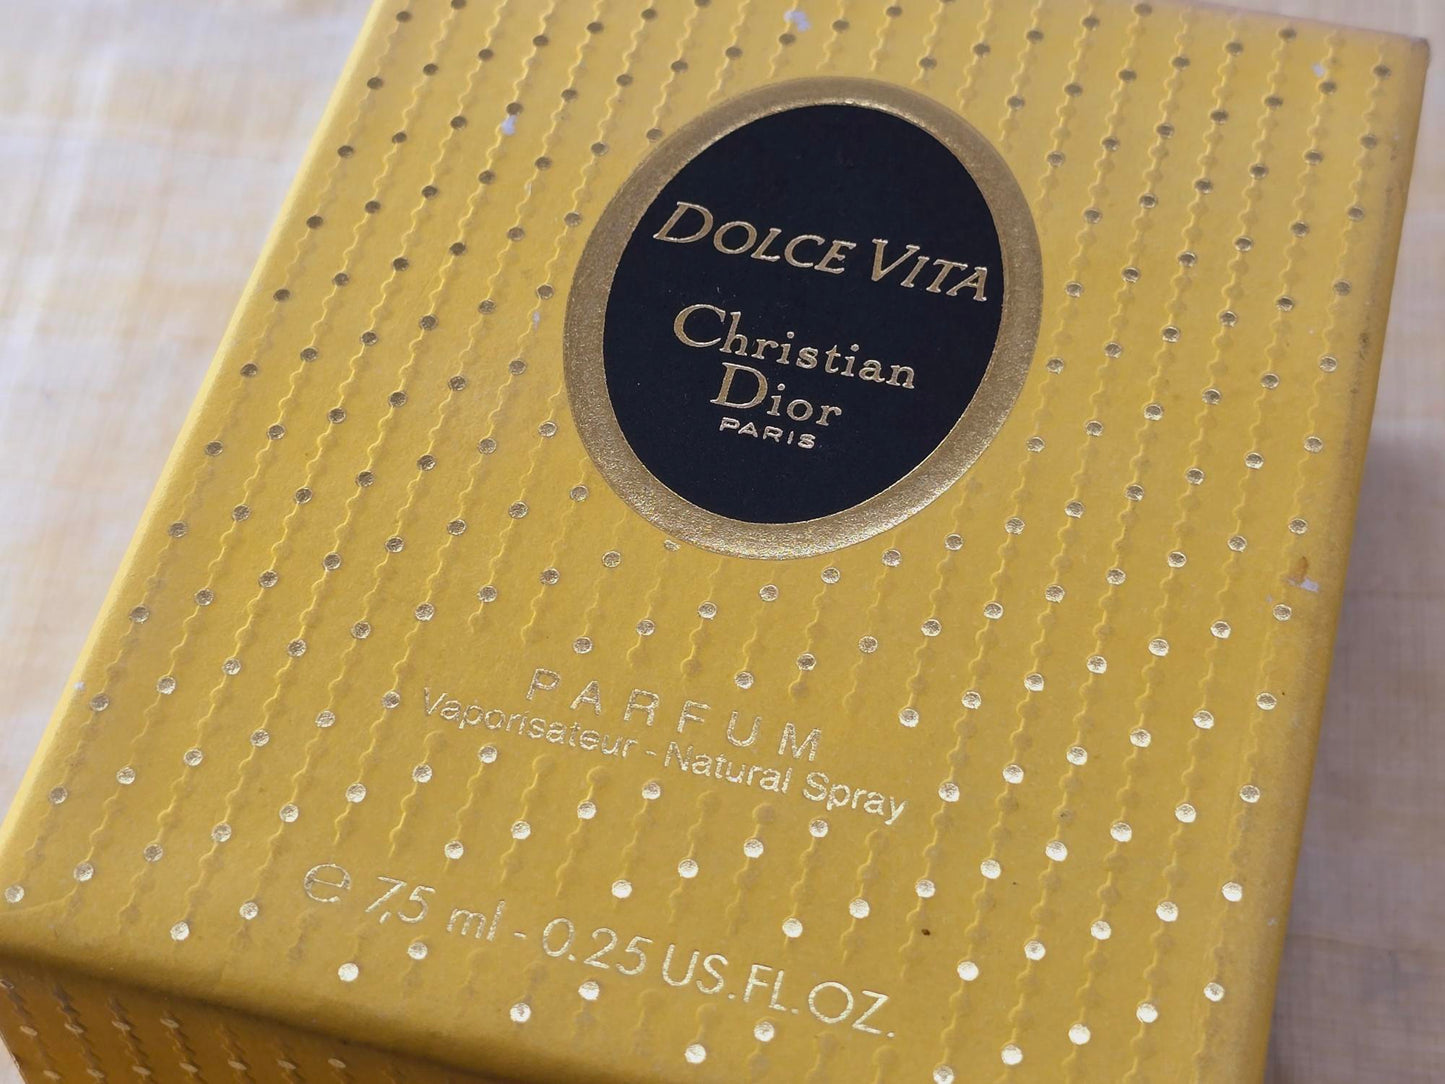 DOLCE VITA
Christian
Dior
PARIS
PARFUM
Vaporisateur - Natural Spray
℮ 7,5 ml - 0.25 US.FL.OZ.